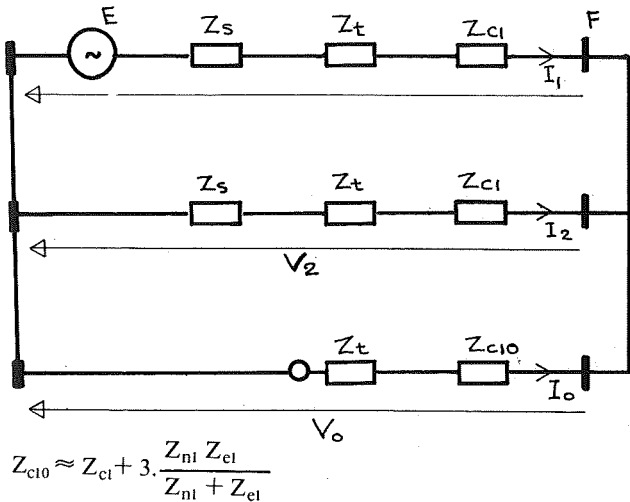 E
F
Zs
Zt
Zc1
I1
Zs
Zt
Zc1
I2
V2
Zt
Zc10
I0
V0
Zc10 ≈ Zc1 + 3. Zn1 Ze1 / Zn1 + Ze1